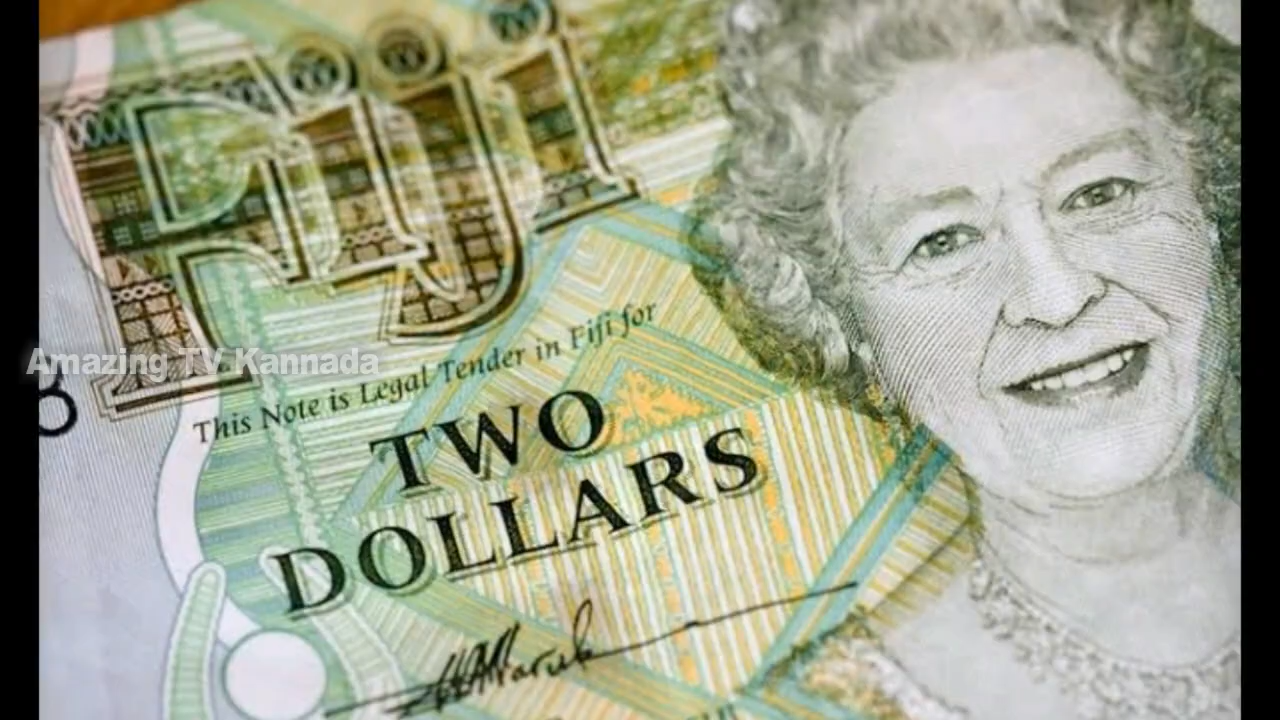 Fiji
Amazing TV Kannada
This Note is Legal Tender in Fiji for
TWO
DOLLARS